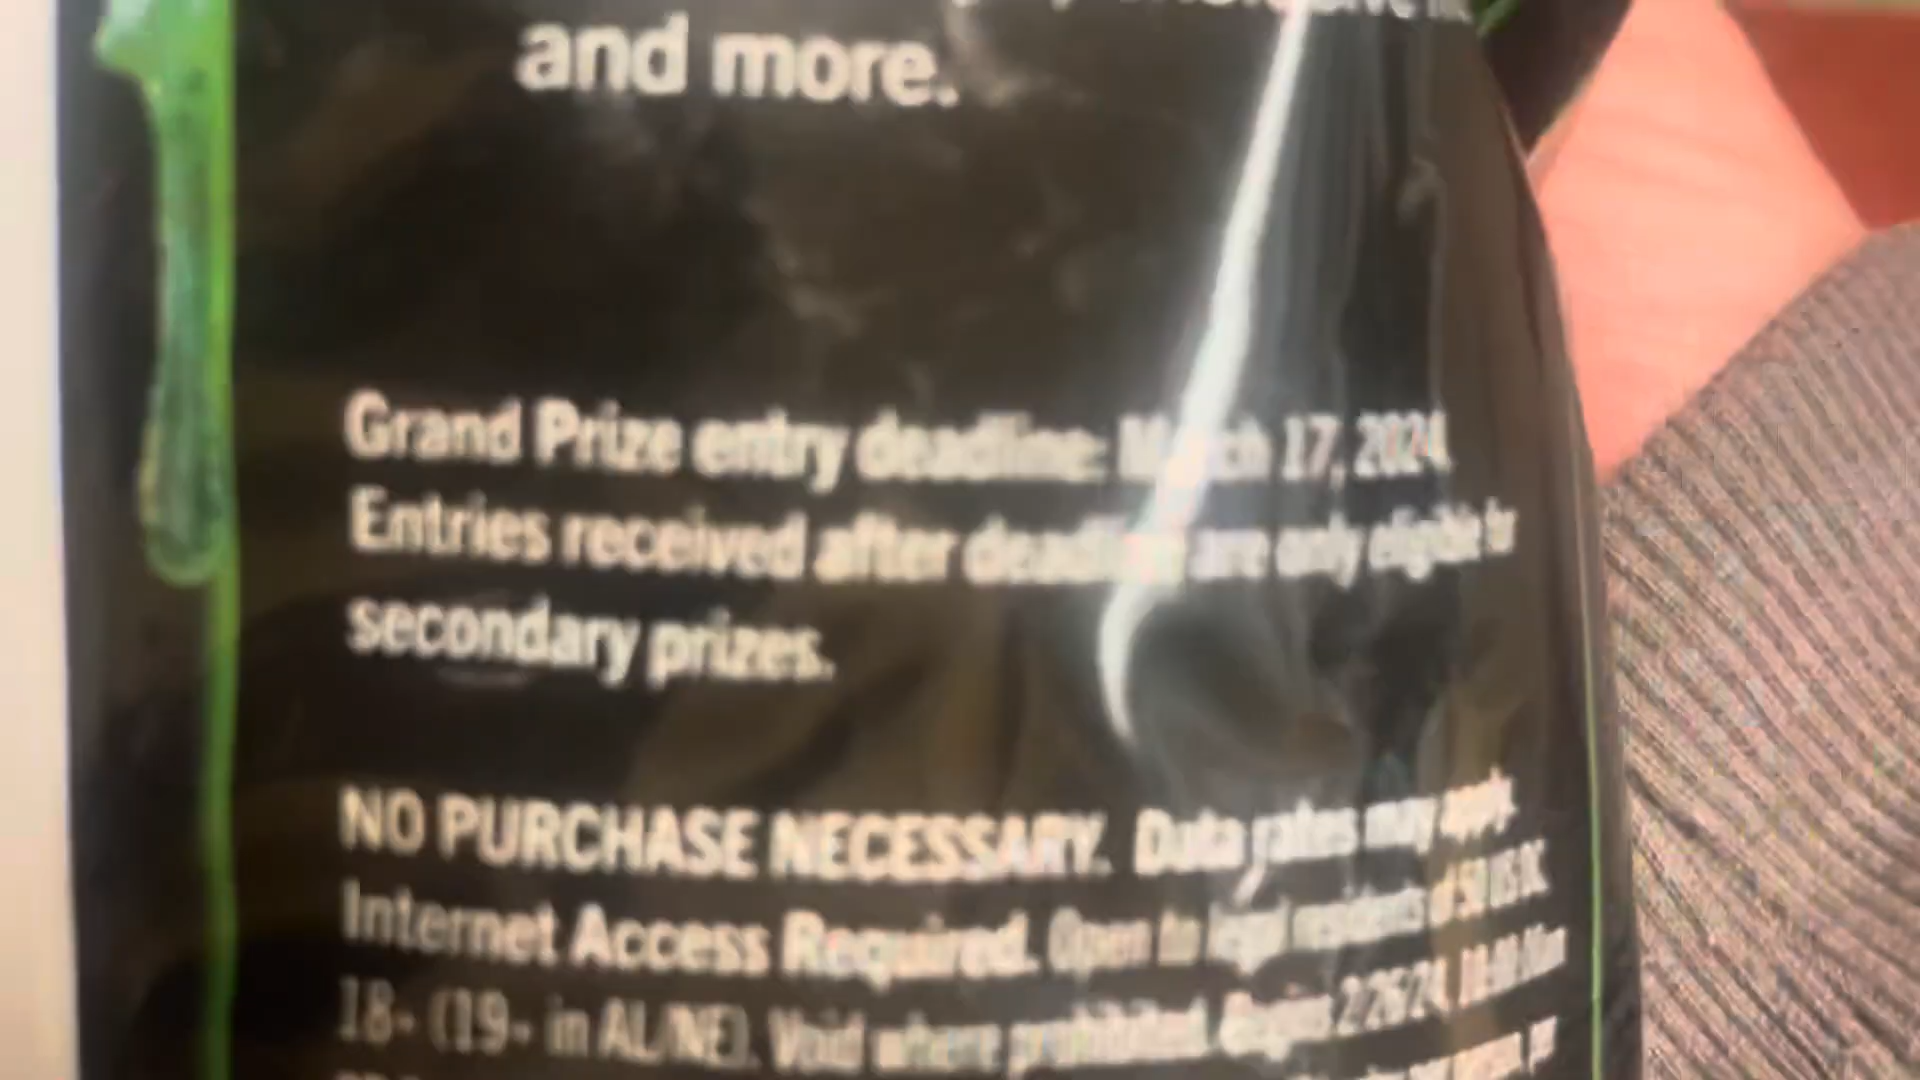 and more.
Grand Prize entry deadline: March 17, 2024.
Entries received after deadline are only eligible for
secondary prizes.
NO PURCHASE NECESSARY. Data rates may apply.
Internet Access Required. Open to legal residents of 50 US/DC
18+ (19+ in AL/NE). Void where prohibited. Begins 2/26/24,